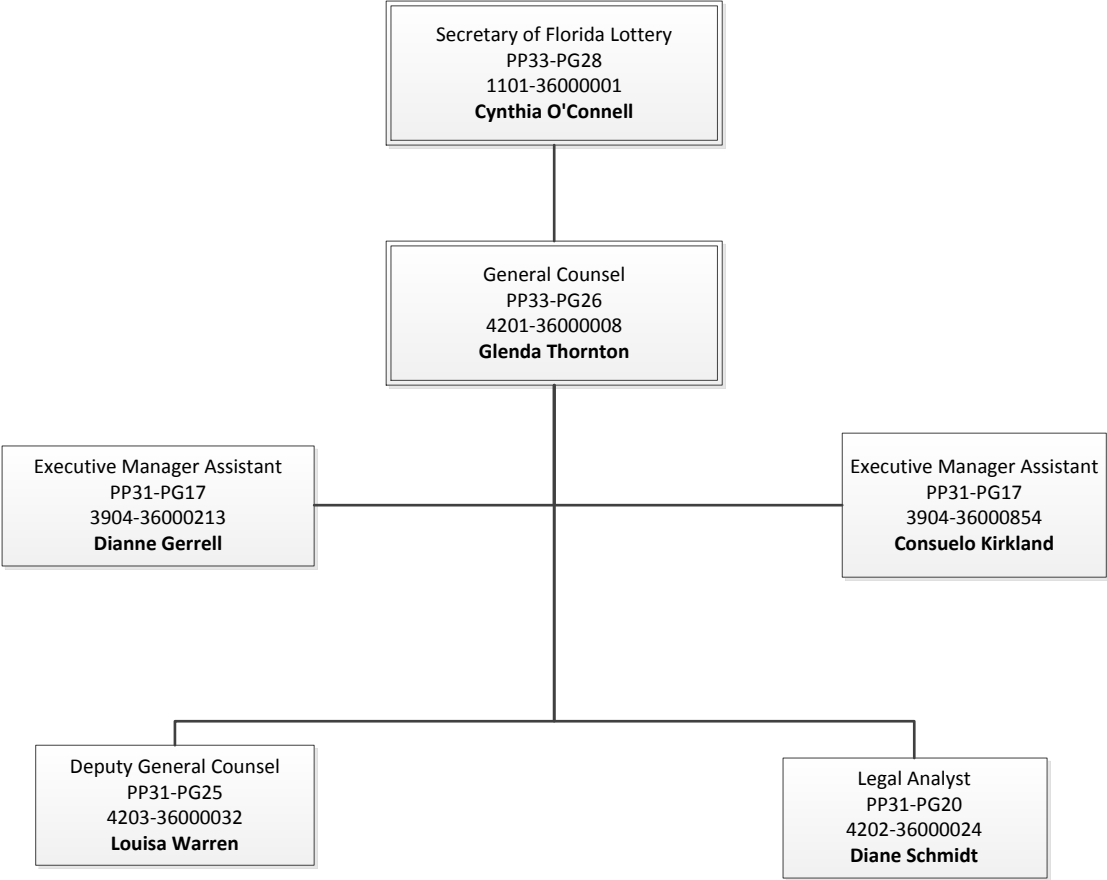 Secretary of Florida Lottery
PP33-PG28
1101-36000001
Cynthia O'Connell
General Counsel
PP33-PG26
4201-36000008
Glenda Thornton
Executive Manager Assistant
PP31-PG17
3904-36000213
Dianne Gerrell
Executive Manager Assistant
PP31-PG17
3904-36000854
Consuelo Kirkland
Deputy General Counsel
PP31-PG25
4203-36000032
Louisa Warren
Legal Analyst
PP31-PG20
4202-36000024
Diane Schmidt